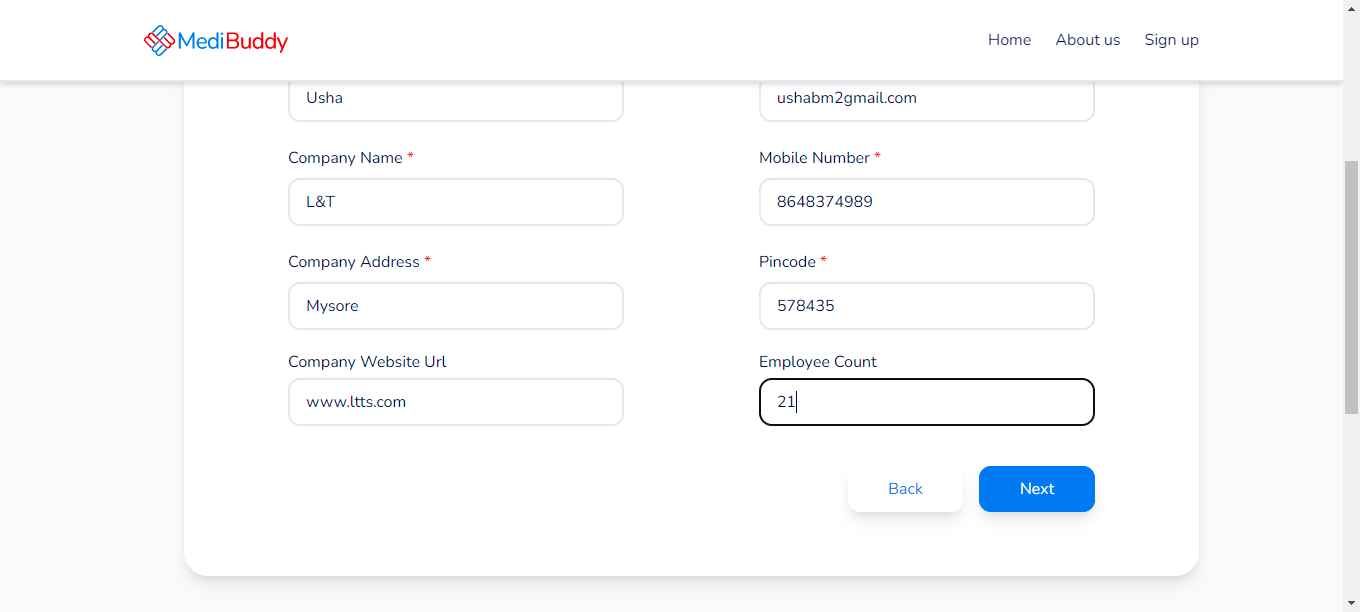 MediBuddy
Home About us Sign up
Usha ushabm2gmail.com
Company Name * Mobile Number *
L&T 8648374989
Company Address * Pincode *
Mysore 578435
Company Website Url Employee Count
www.ltts.com 21
Back Next